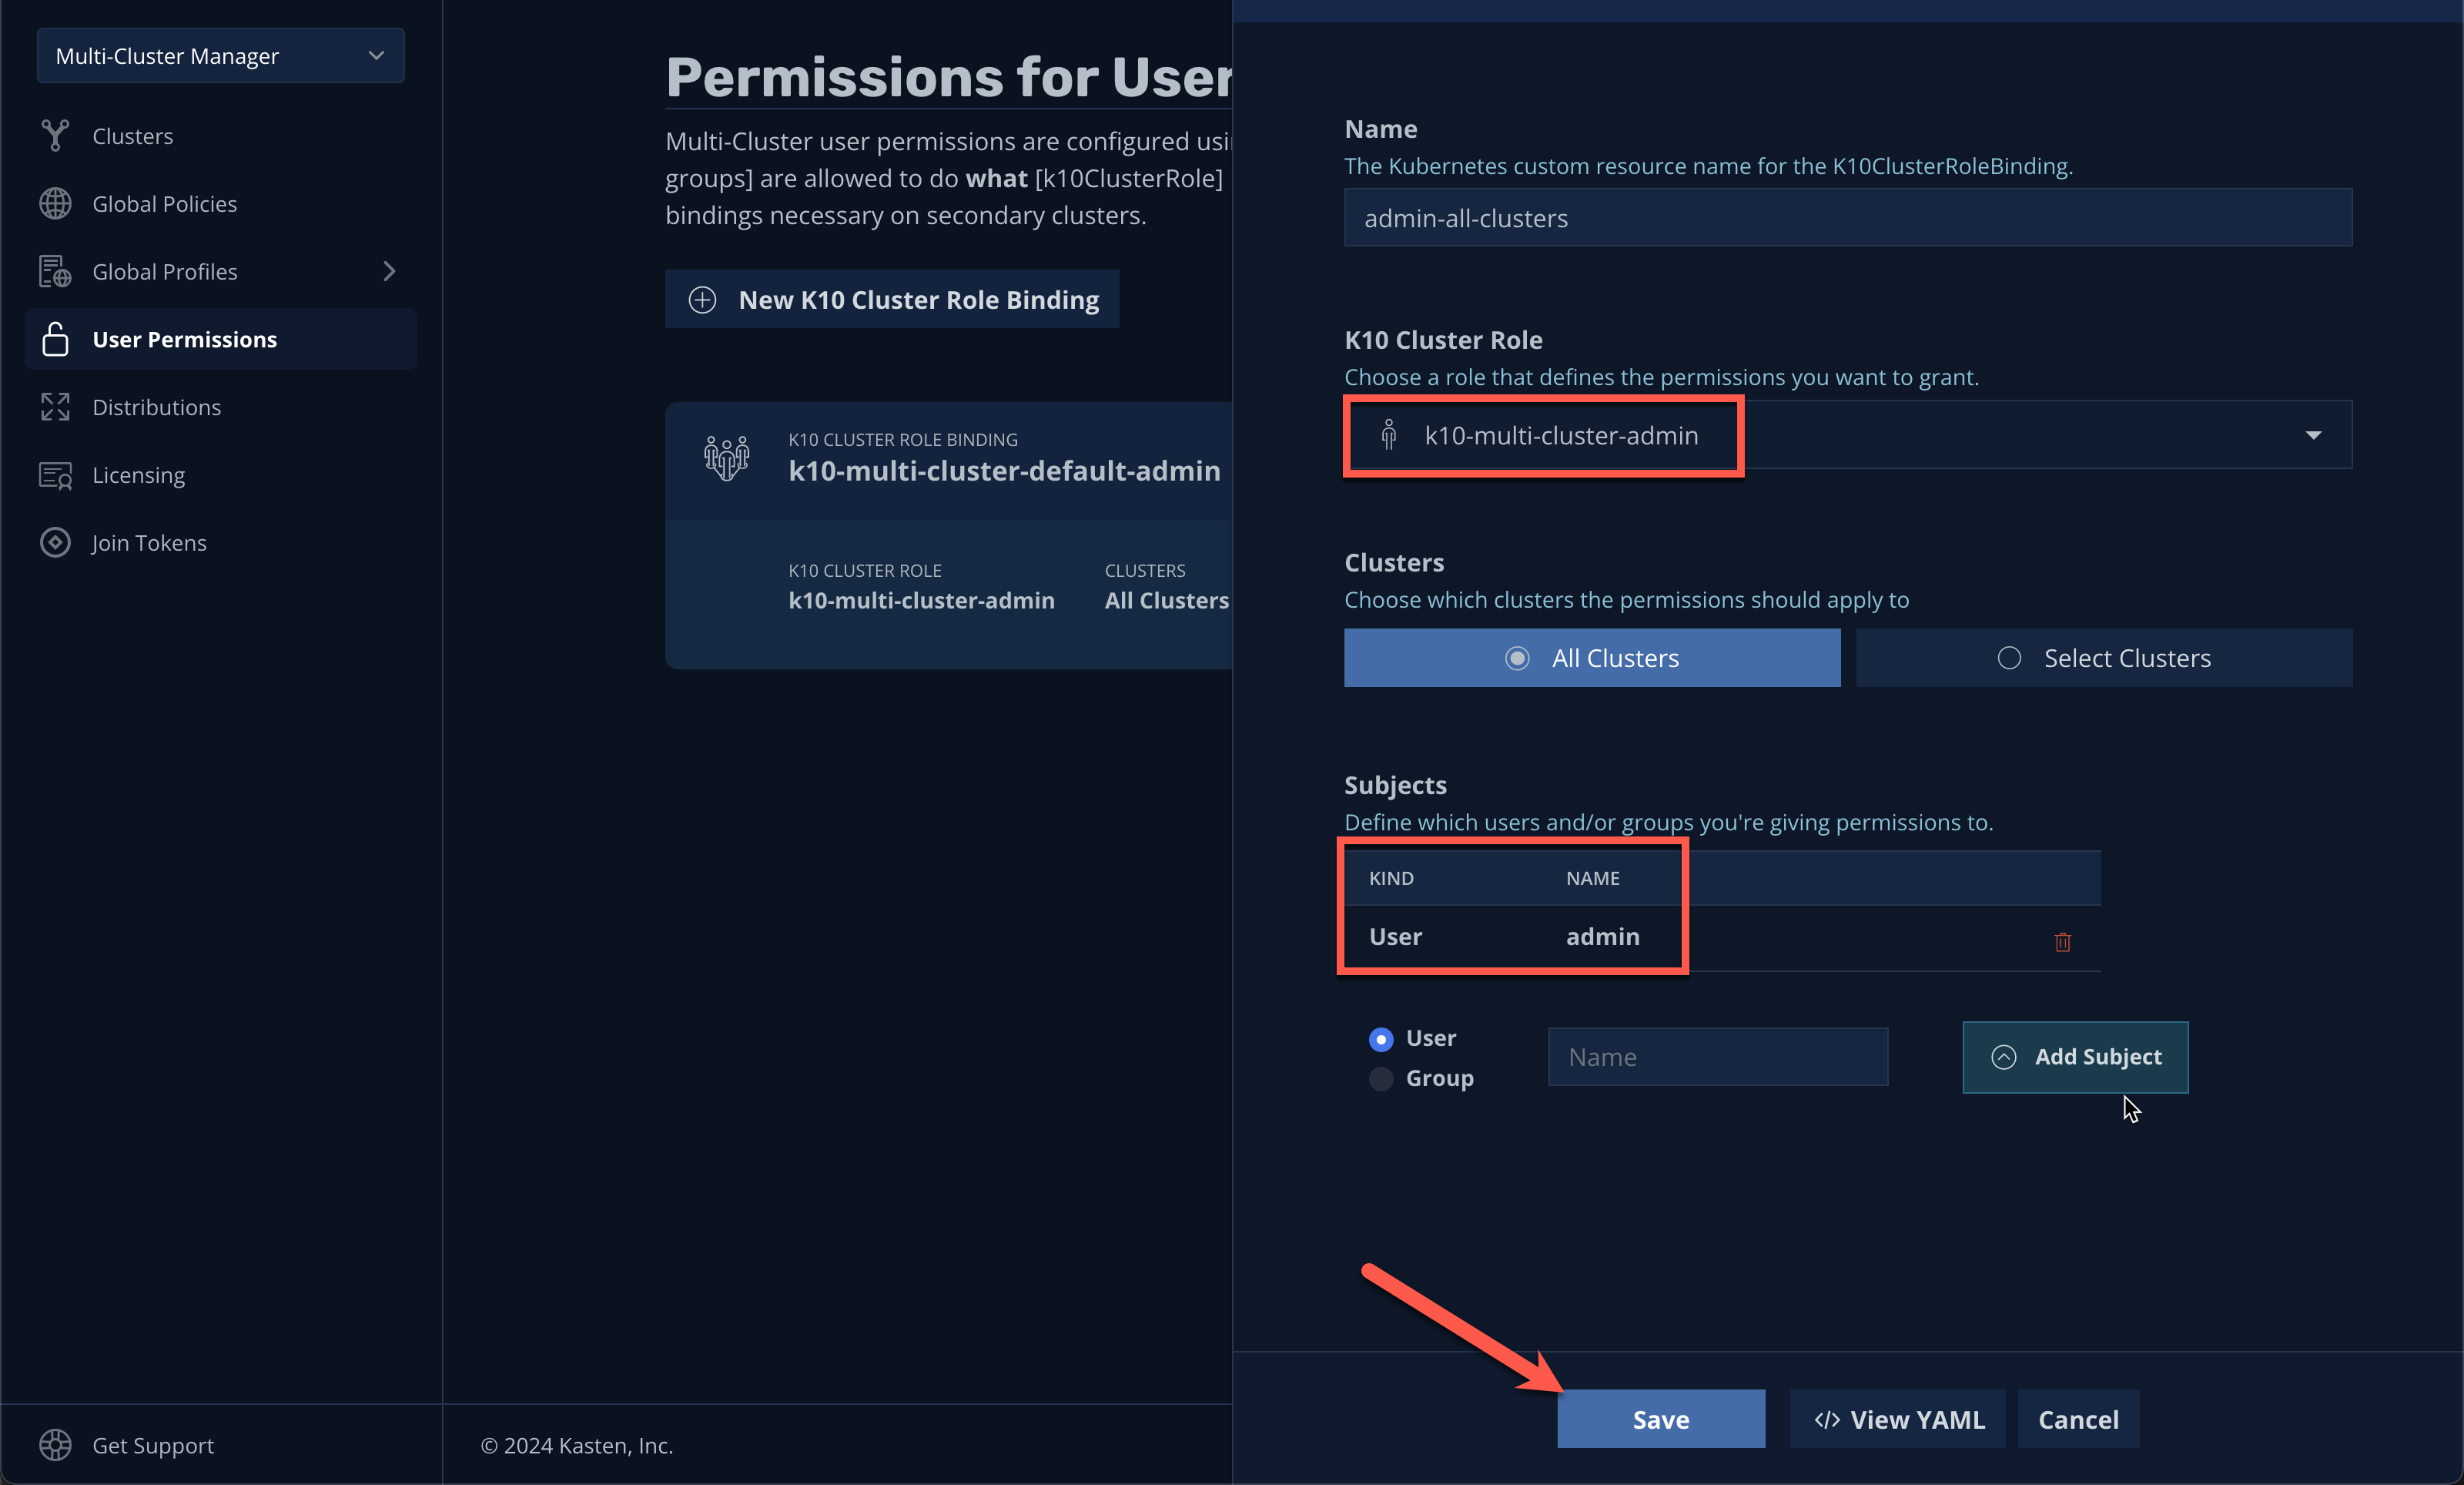 Multi-Cluster Manager
Clusters
Global Policies
Global Profiles
User Permissions
Distributions
Licensing
Join Tokens
Get Support
Permissions for User
Multi-Cluster user permissions are configured usi
groups] are allowed to do what [k10ClusterRole]
bindings necessary on secondary clusters.
New K10 Cluster Role Binding
K10 CLUSTER ROLE BINDING
k10-multi-cluster-default-admin
K10 CLUSTER ROLE CLUSTERS
k10-multi-cluster-admin All Clusters
© 2024 Kasten, Inc.
Name
The Kubernetes custom resource name for the K10ClusterRoleBinding.
admin-all-clusters
K10 Cluster Role
Choose a role that defines the permissions you want to grant.
k10-multi-cluster-admin
Clusters
Choose which clusters the permissions should apply to
All Clusters Select Clusters
Subjects
Define which users and/or groups you're giving permissions to.
KIND NAME
User admin
User
Group
Name
Add Subject
Save </> View YAML Cancel